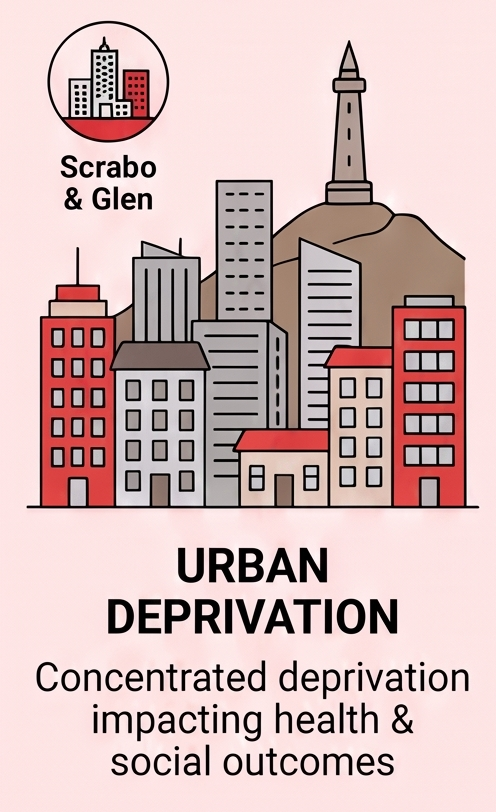 Scrabo
& Glen
URBAN
DEPRIVATION
Concentrated deprivation
impacting health &
social outcomes